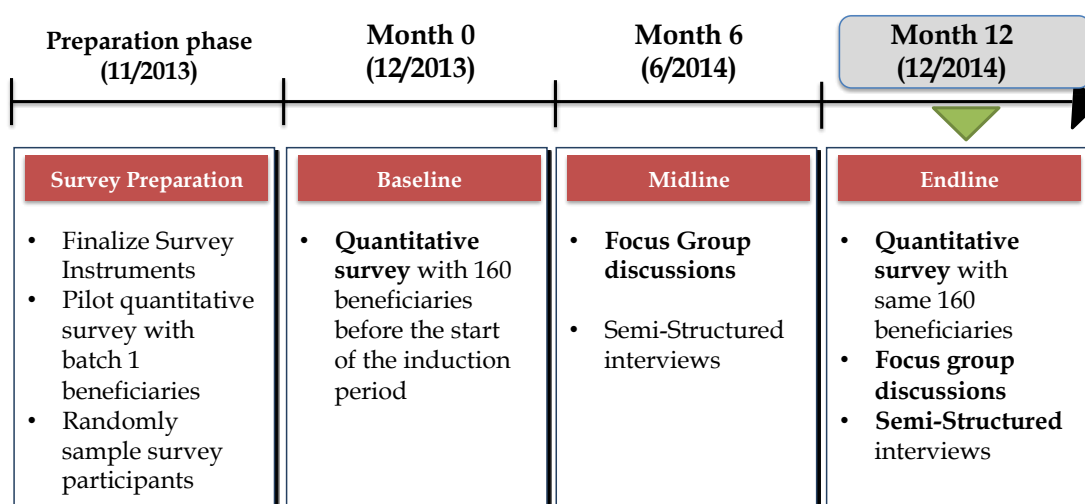 Preparation phase
(11/2013)
Month 0
(12/2013)
Month 6
(6/2014)
Month 12
(12/2014)
Survey Preparation
• Finalize Survey
Instruments
• Pilot quantitative
survey with
batch 1
beneficiaries
• Randomly
sample survey
participants
Baseline
• Quantitative
survey with 160
beneficiaries
before the start
of the induction
period
Midline
• Focus Group
discussions
• Semi-Structured
interviews
Endline
• Quantitative
survey with
same 160
beneficiaries
• Focus group
discussions
• Semi-Structured
interviews